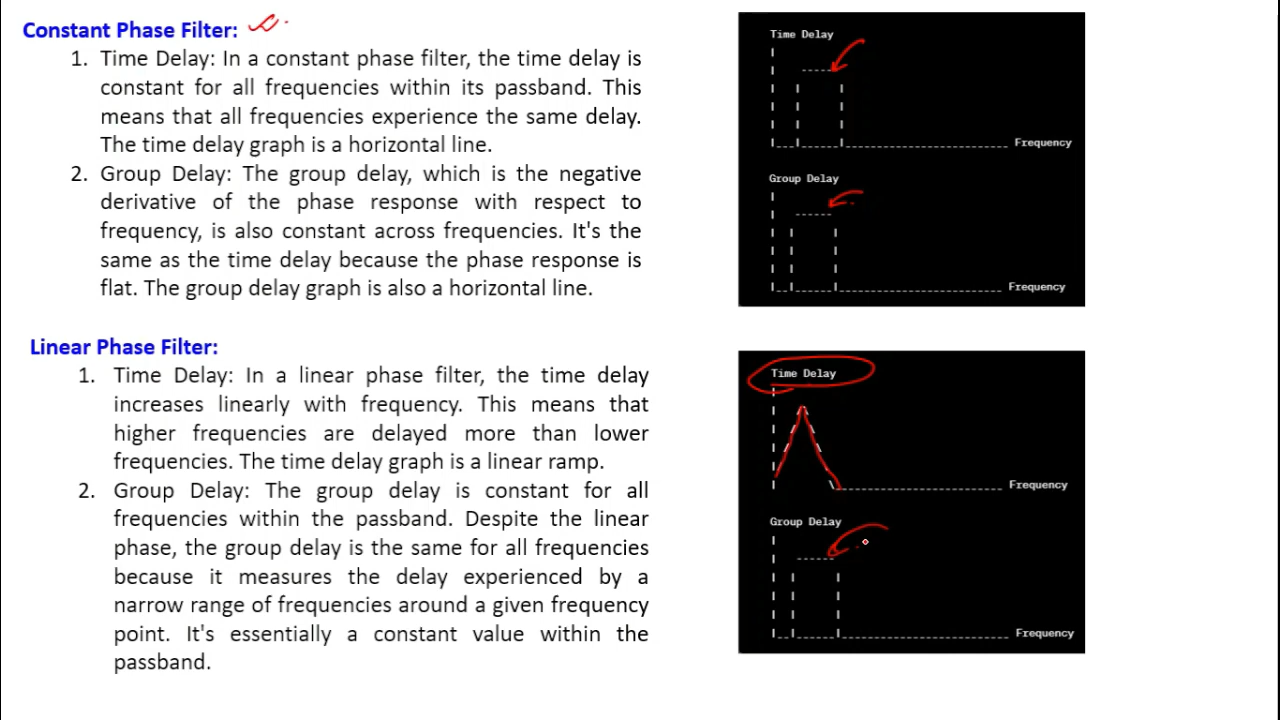 Constant Phase Filter:
1. Time Delay: In a constant phase filter, the time delay is
constant for all frequencies within its passband. This
means that all frequencies experience the same delay.
The time delay graph is a horizontal line.
2. Group Delay: The group delay, which is the negative
derivative of the phase response with respect to
frequency, is also constant across frequencies. It's the
same as the time delay because the phase response is
flat. The group delay graph is also a horizontal line.
Linear Phase Filter:
1. Time Delay: In a linear phase filter, the time delay
increases linearly with frequency. This means that
higher frequencies are delayed more than lower
frequencies. The time delay graph is a linear ramp.
2. Group Delay: The group delay is constant for all
frequencies within the passband. Despite the linear
phase, the group delay is the same for all frequencies
because it measures the delay experienced by a
narrow range of frequencies around a given frequency
point. It's essentially a constant value within the
passband.
Time Delay
Frequency
Group Delay
Frequency
Time Delay
Frequency
Group Delay
Frequency